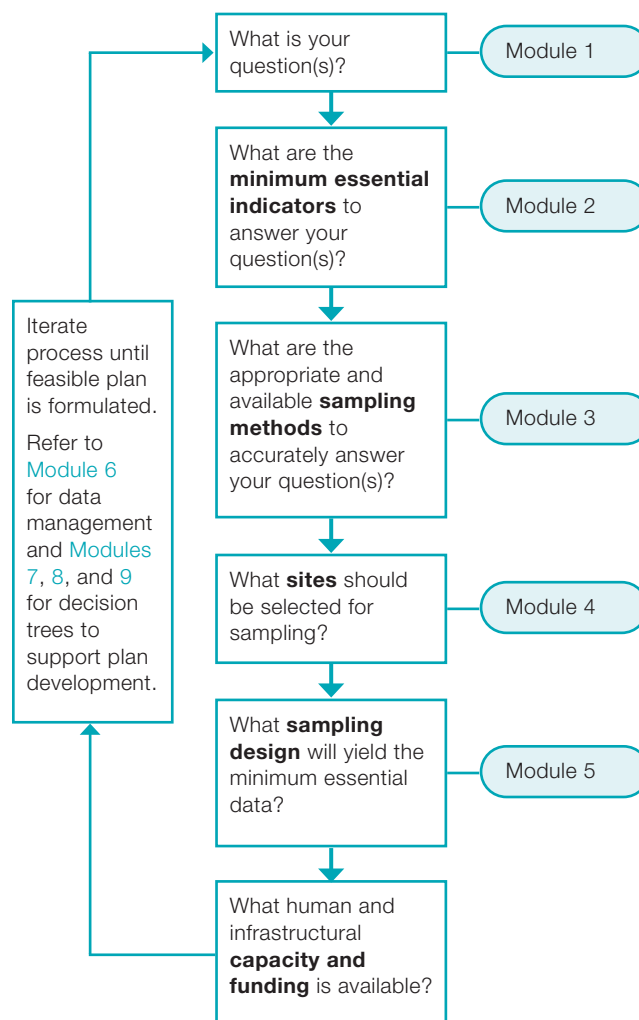 What is your
question(s)?
Module 1
What are the
minimum essential
indicators to
answer your
question(s)?
Module 2
Iterate
process until
feasible plan
is formulated.
Refer to
Module 6
for data
management
and Modules
7, 8, and 9
for decision
trees to
support plan
development.
What are the
appropriate and
available sampling
methods to
accurately answer
your question(s)?
Module 3
What sites should
be selected for
sampling?
Module 4
What sampling
design will yield the
minimum essential
data?
Module 5
What human and
infrastructural
capacity and
funding is available?